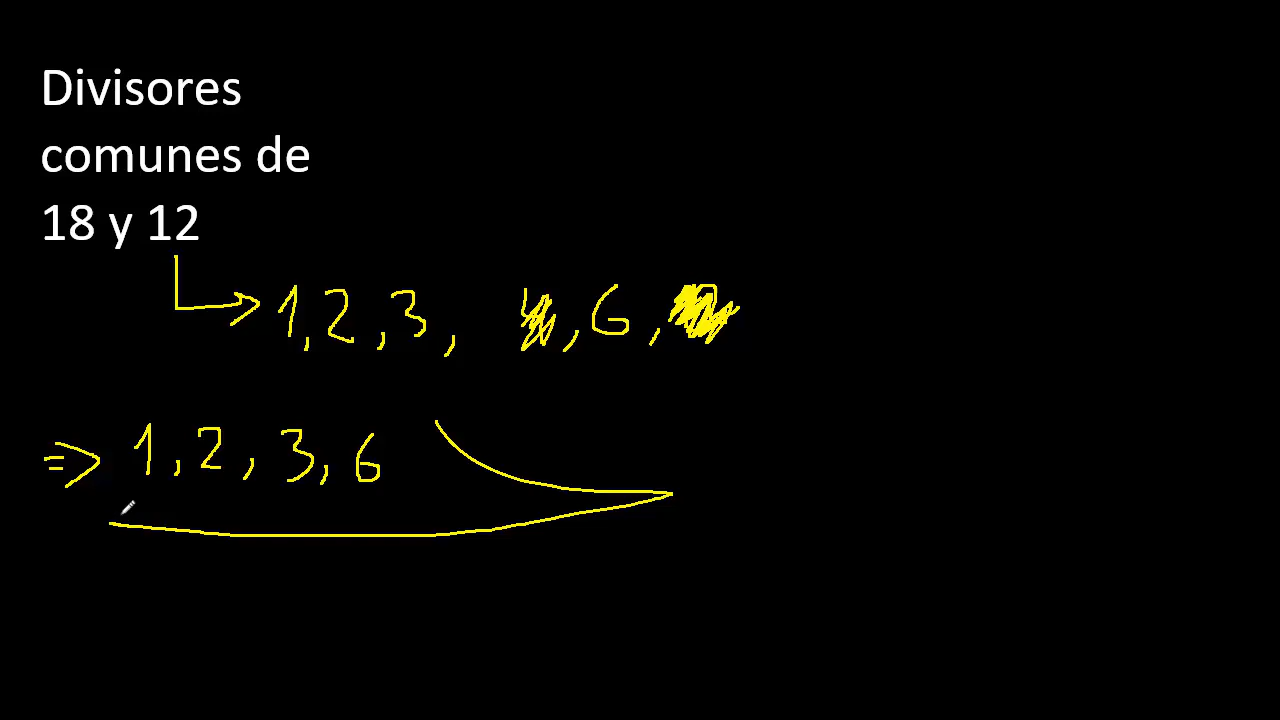 Divisores
comunes de
18 y 12
1, 2, 3, , 6,
⇒ 1, 2, 3, 6